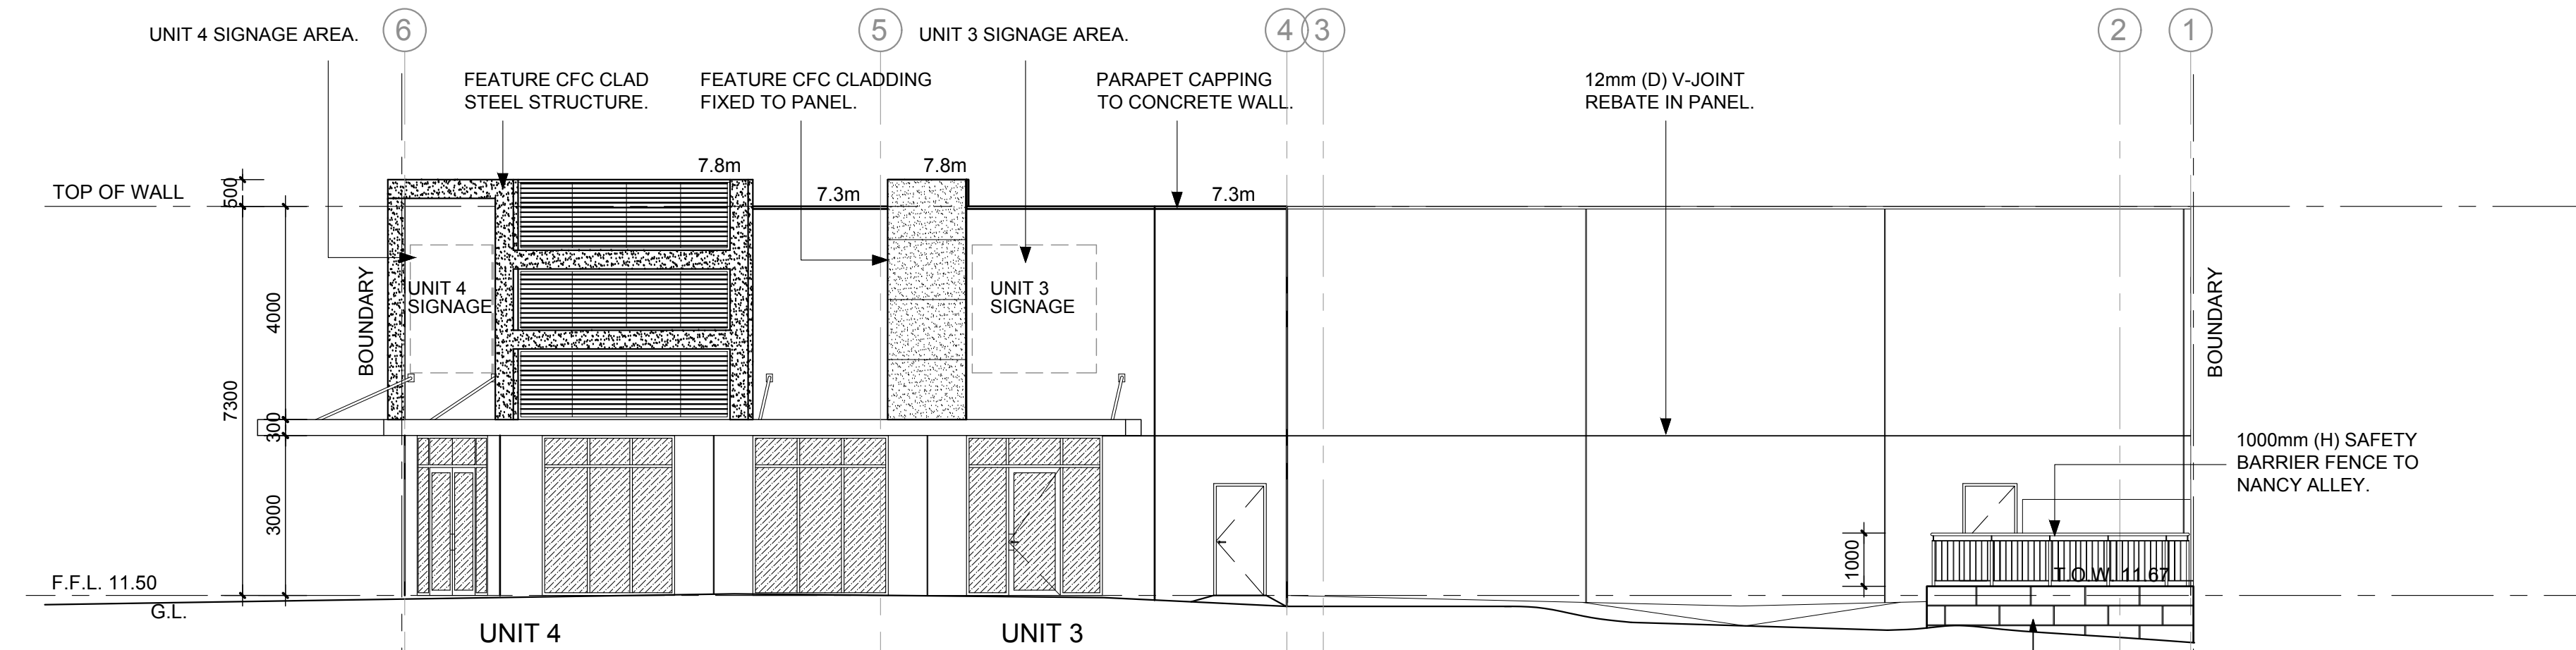 UNIT 4 SIGNAGE AREA.
6
5
UNIT 3 SIGNAGE AREA.
4
3
2
1
FEATURE CFC CLAD
STEEL STRUCTURE.
FEATURE CFC CLADDING
FIXED TO PANEL.
PARAPET CAPPING
TO CONCRETE WALL.
12mm (D) V-JOINT
REBATE IN PANEL.
7.8m
7.8m
TOP OF WALL
500
7.3m
7.3m
BOUNDARY
UNIT 4
SIGNAGE
UNIT 3
SIGNAGE
BOUNDARY
4000
7300
300
3000
1000mm (H) SAFETY
BARRIER FENCE TO
NANCY ALLEY.
1000
T.O.W. 11.67
F.F.L. 11.50
G.L.
UNIT 4
UNIT 3